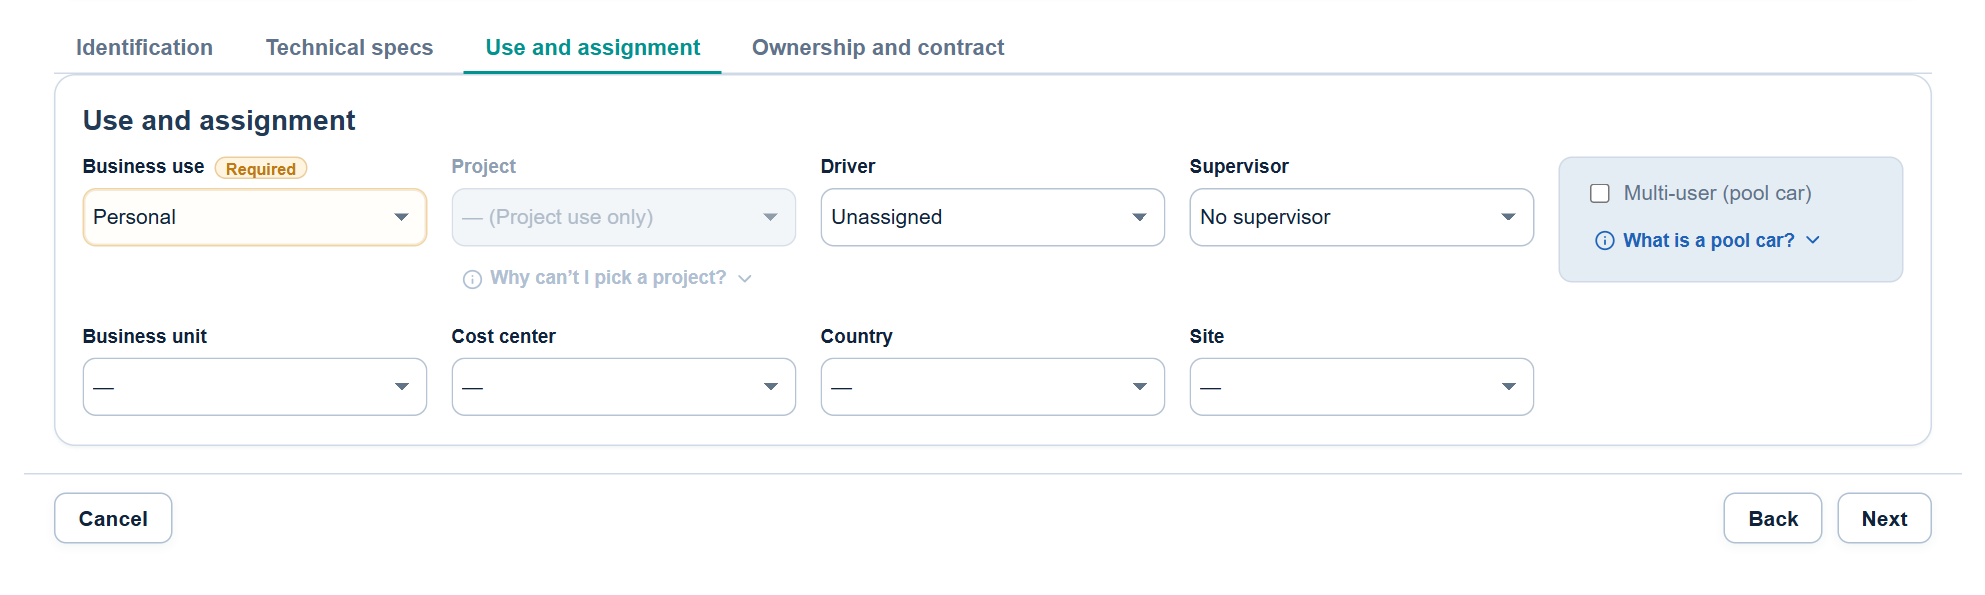 Identification Technical specs Use and assignment Ownership and contract
Use and assignment
Business use Required Project Driver Supervisor
Personal — (Project use only) Unassigned No supervisor Multi-user (pool car)
What is a pool car?
Why can’t I pick a project?
Business unit Cost center Country Site
— — — —
Cancel Back Next